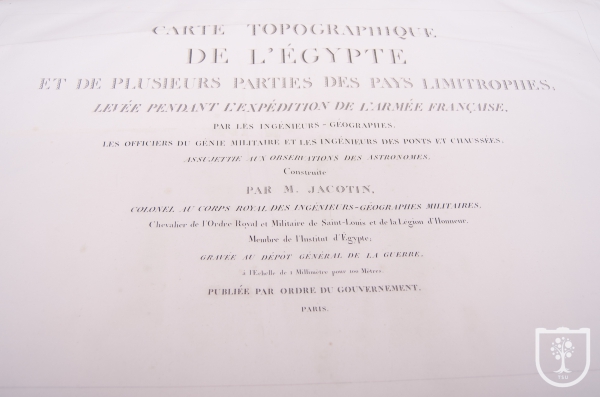 CARTE TOPOGRAPHIQUE
DE L'ÉGYPTE
ET DE PLUSIEURS PARTIES DES PAYS LIMITROPHES,
LEVÉE PENDANT L'EXPÉDITION DE L'ARMÉE FRANÇAISE,
PAR LES INGÉNIEURS-GÉOGRAPHES,
LES OFFICIERS DU GÉNIE MILITAIRE ET LES INGÉNIEURS DES PONTS ET CHAUSSÉES,
ASSUJETTIE AUX OBSERVATIONS DES ASTRONOMES.
Construite
PAR M. JACOTIN,
COLONEL AU CORPS ROYAL DES INGÉNIEURS-GÉOGRAPHES MILITAIRES,
Chevalier de l'Ordre Royal et Militaire de Saint-Louis et de la Légion d'Honneur,
Membre de l'Institut d'Égypte;
GRAVÉE AU DÉPÔT GÉNÉRAL DE LA GUERRE,
à l'Échelle de 1 Millimètre pour 100 Mètres.
PUBLIÉE PAR ORDRE DU GOUVERNEMENT.
PARIS.